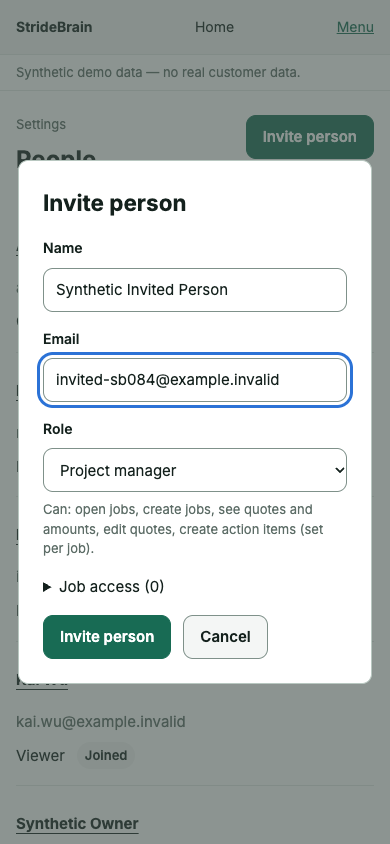 StrideBrain
Home
Menu
Synthetic demo data — no real customer data.
Settings
Invite person
People
Invite person
Name
Synthetic Invited Person
Email
invited-sb084@example.invalid
Role
Project manager
Can: open jobs, create jobs, see quotes and
amounts, edit quotes, create action items (set
per job).
Job access (0)
Invite person
Cancel
kai.wu@example.invalid
Viewer
Joined
Synthetic Owner